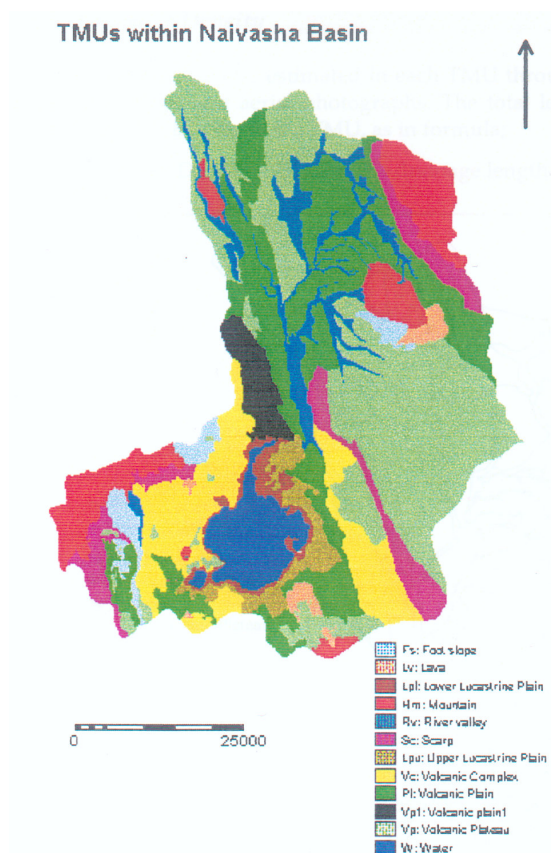 TMUs within Naivasha Basin
Fs: Foot slope
Lv: Lava
Lpl: Lower Lucastrine Plain
Hm: Mountain
Rv: River valley
Sc: Scarp
Lpu: Upper Lucastrine Plain
Vc: Volcanic Complex
Pl: Volcanic Plain
Vp1: Volcanic plain1
Vp: Volcanic Plateau
W: Water
0 25000